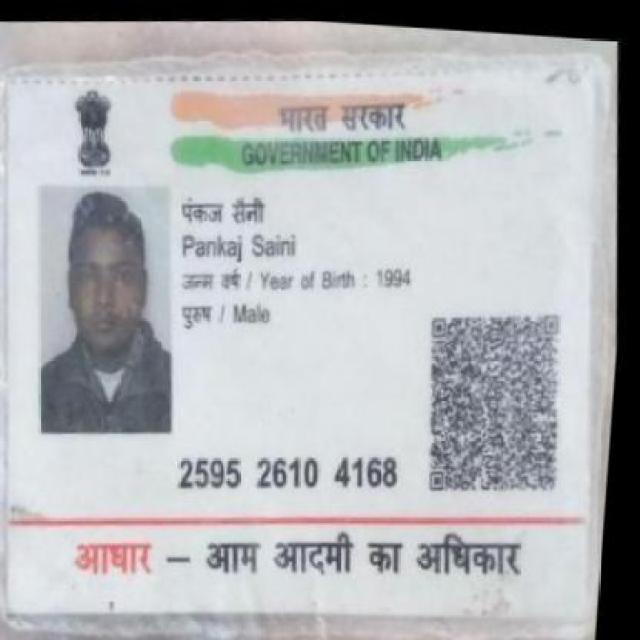 भारत सरकार
GOVERNMENT OF INDIA
पंकज सैनी
Pankaj Saini
जन्म वर्ष / Year of Birth : 1994
पुरुष / Male
2595 2610 4168
आधार – आम आदमी का अधिकार